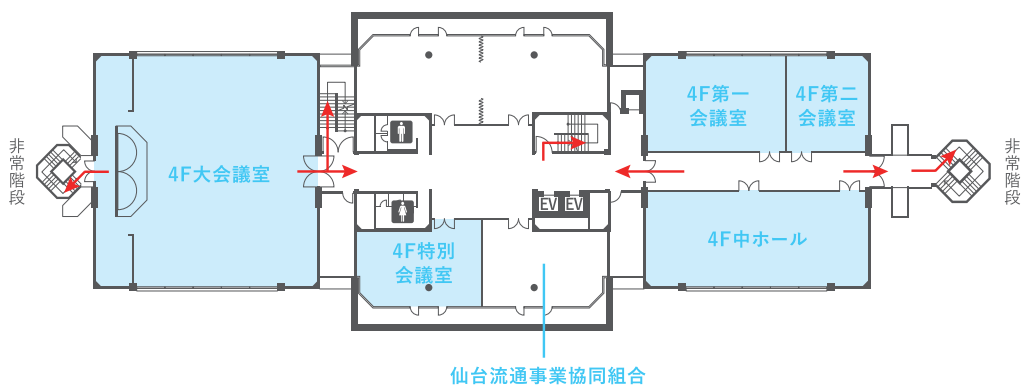 4F第一
会議室
4F第二
会議室
非常階段
4F大会議室
非常階段
EV
EV
4F特別
会議室
4F中ホール
仙台流通事業協同組合